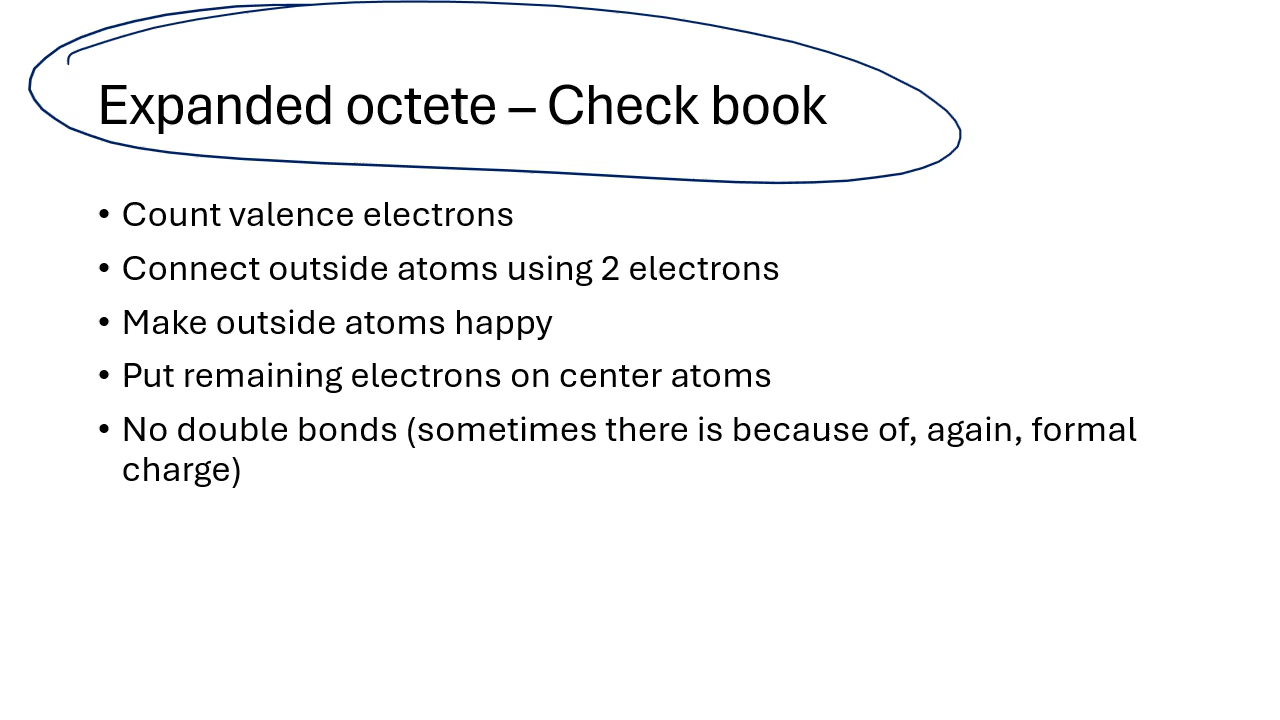 Expanded octete – Check book
• Count valence electrons
• Connect outside atoms using 2 electrons
• Make outside atoms happy
• Put remaining electrons on center atoms
• No double bonds (sometimes there is because of, again, formal
charge)